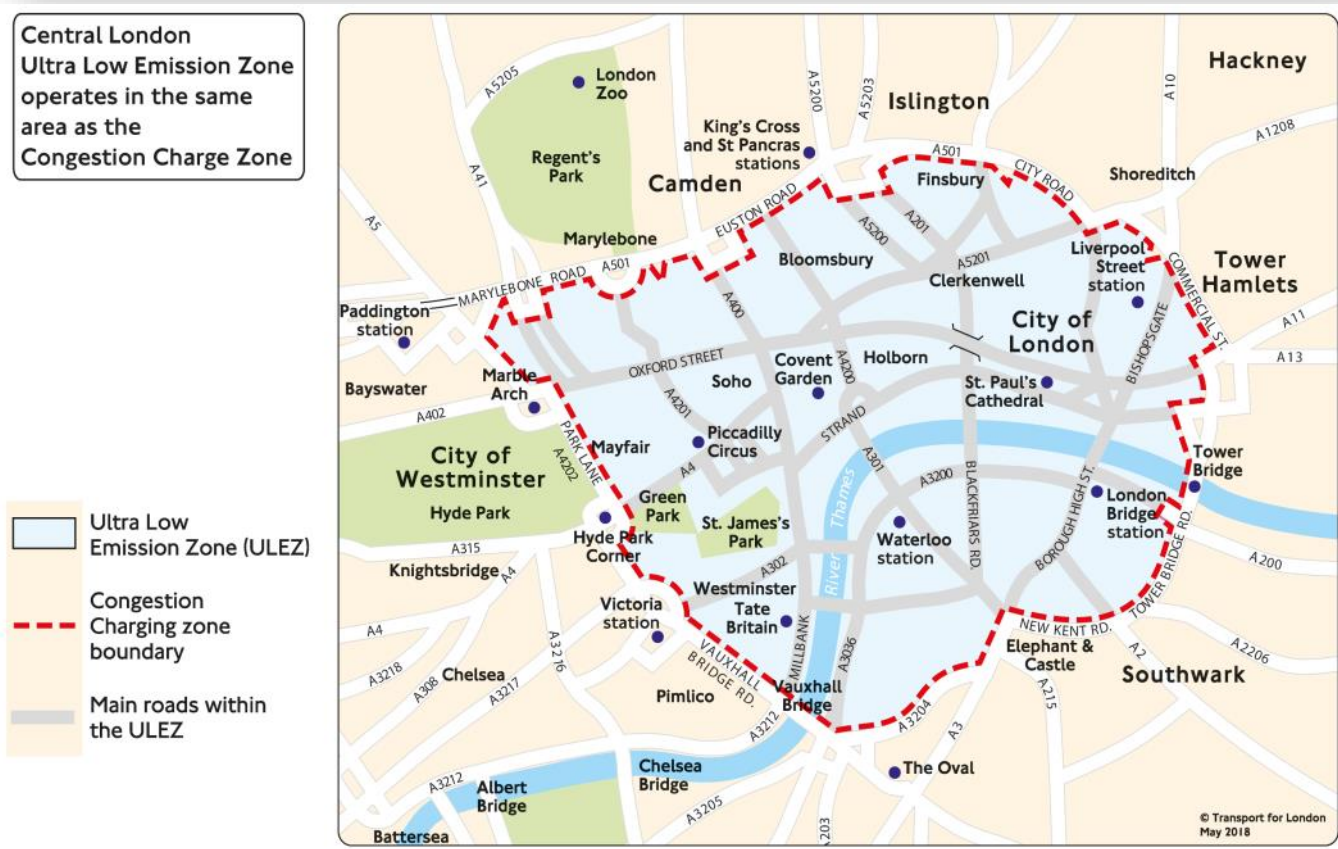 Central London
Ultra Low Emission Zone
operates in the same
area as the
Congestion Charge Zone
Ultra Low
Emission Zone (ULEZ)
Congestion
Charging zone
boundary
Main roads within
the ULEZ
Hackney
A10
A1208
London
Zoo
A5205
A5200
A5203
Islington
King's Cross
and St Pancras
stations
A501
CITY ROAD
Shoreditch
Regent's
Park
Camden
Finsbury
A41
A5
EUSTON ROAD
A201
A5200
Marylebone
Bloomsbury
A5201
Clerkenwell
Liverpool
Street
station
COMMERCIAL ST.
Tower
Hamlets
MARYLEBONE ROAD
A501
A400
Paddington
station
City of
London
BISHOPSGATE
A11
A13
OXFORD STREET
Covent
Garden
A4200
Holborn
Soho
St. Paul's
Cathedral
Bayswater
Marble
Arch
A402
A4201
STRAND
PARK LANE
A4202
Mayfair
Piccadilly
Circus
City of
Westminster
Hyde Park
A4
A301
A3200
BLACKFRIARS RD.
BOROUGH HIGH ST.
Tower
Bridge
Green
Park
St. James's
Park
River Thames
Waterloo
station
London
Bridge
station
TOWER BRIDGE RD.
A200
Hyde Park
Corner
A315
Knightsbridge
A4
A302
Westminster
Tate
Britain
Victoria
station
MILLBANK
A3036
NEW KENT RD.
Elephant &
Castle
A2
A2206
Southwark
A4
A3218
A308
Chelsea
A3217
A3216
VAUXHALL
BRIDGE RD.
Pimlico
Vauxhall
Bridge
A3212
A3204
A3
A215
The Oval
Chelsea
Bridge
A3212
Albert
Bridge
A3205
A203
Battersea
© Transport for London
May 2018